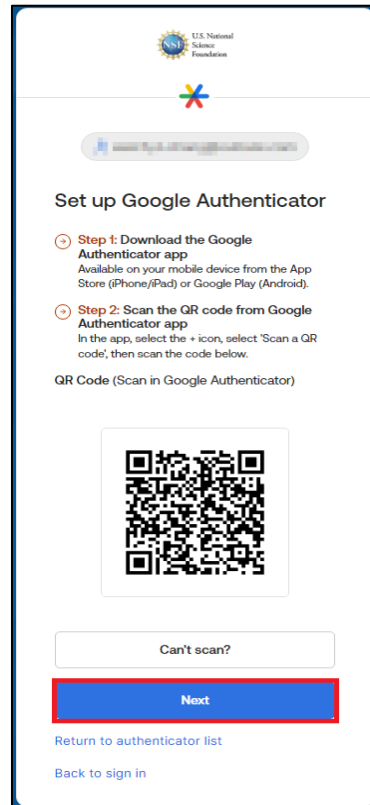 NSF
U.S. National
Science
Foundation
Set up Google Authenticator
Step 1: Download the Google
Authenticator app
Available on your mobile device from the App
Store (iPhone/iPad) or Google Play (Android).
Step 2: Scan the QR code from Google
Authenticator app
In the app, select the + icon, select 'Scan a QR
code', then scan the code below.
QR Code (Scan in Google Authenticator)
Can't scan?
Next
Return to authenticator list
Back to sign in